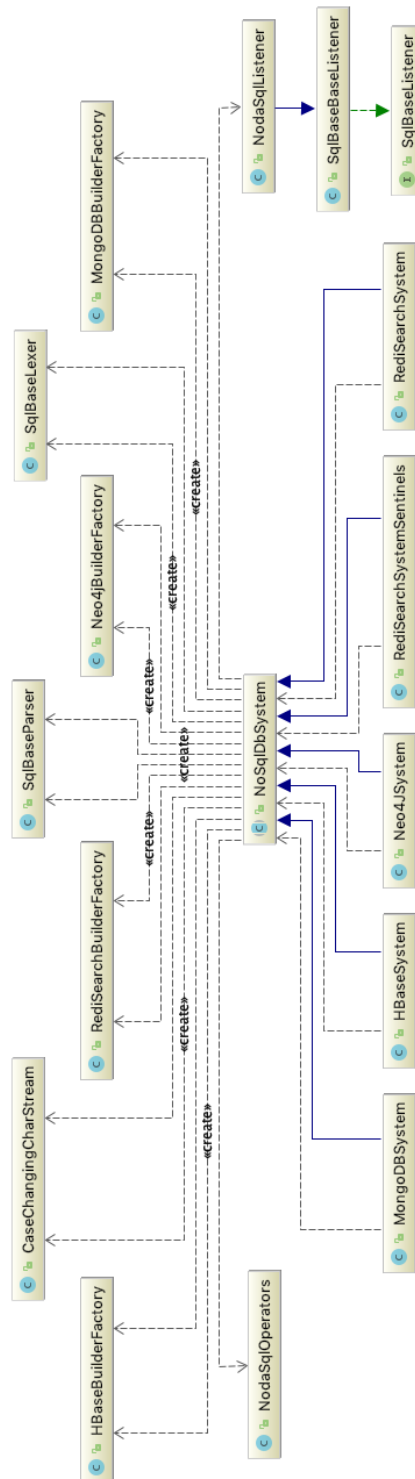 C CaseChangingCharStream
C SqlBaseParser
C SqlBaseLexer
C HBaseBuilderFactory
C RediSearchBuilderFactory
C Neo4jBuilderFactory
C MongoDBBuilderFactory
«create»
«create»
«create»
«create»
«create»
«create»
«create»
C NodaSqlOperators
C NoSqlDbSystem
C NodaSqlListener
C SqlBaseBaseListener
C MongoDBSystem
C HBaseSystem
C Neo4JSystem
C RediSearchSystemSentinels
C RediSearchSystem
I SqlBaseListener